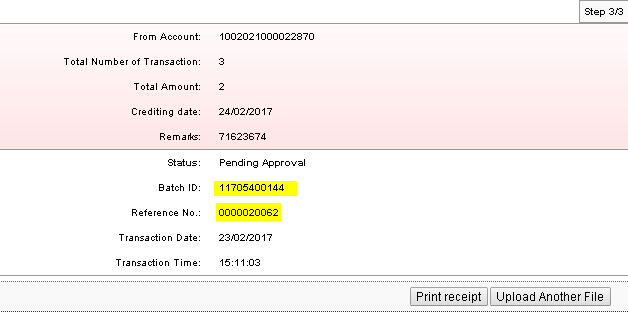 Step 3/3
From Account: 1002021000022870
Total Number of Transaction: 3
Total Amount: 2
Crediting date: 24/02/2017
Remarks: 71623674
Status: Pending Approval
Batch ID: 11705400144
Reference No.: 0000020062
Transaction Date: 23/02/2017
Transaction Time: 15:11:03
Print receipt Upload Another File